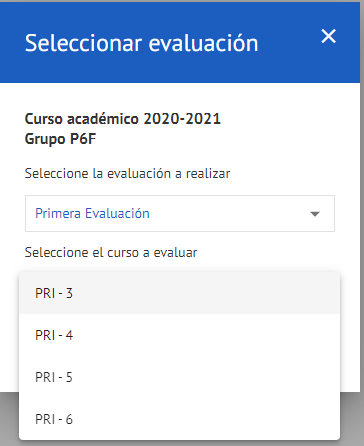 Seleccionar evaluación
Curso académico 2020-2021
Grupo P6F
Seleccione la evaluación a realizar
Primera Evaluación
Seleccione el curso a evaluar
PRI - 3
PRI - 4
PRI - 5
PRI - 6